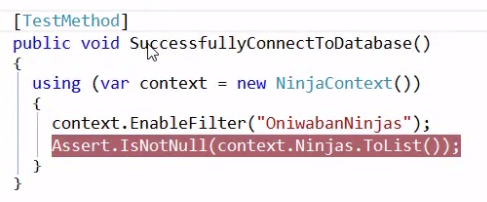 [TestMethod]
public void SuccessfullyConnectToDatabase()
{
using (var context = new NinjaContext())
{
context.EnableFilter("OniwabanNinjas");
Assert.IsNotNull(context.Ninjas.ToList());
}
}